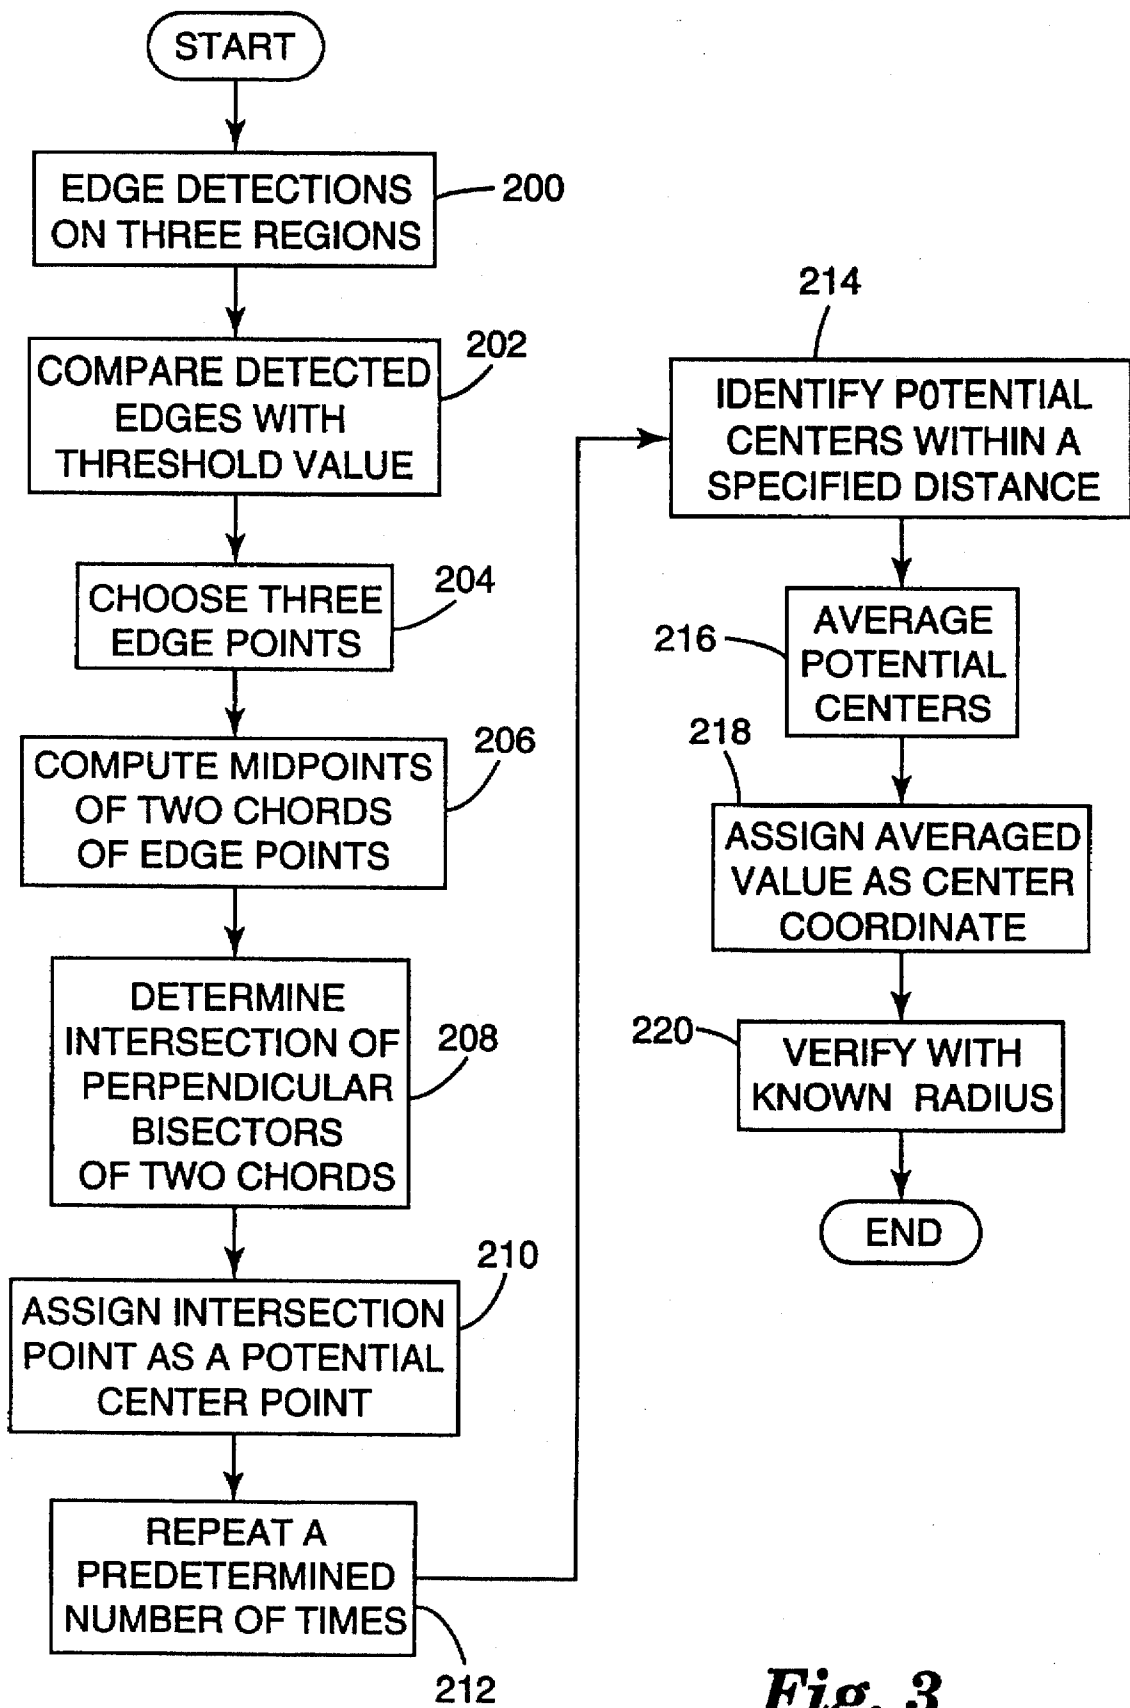 START
EDGE DETECTIONS
ON THREE REGIONS
200
COMPARE DETECTED
EDGES WITH
THRESHOLD VALUE
202
CHOOSE THREE
EDGE POINTS
204
COMPUTE MIDPOINTS
OF TWO CHORDS
OF EDGE POINTS
206
DETERMINE
INTERSECTION OF
PERPENDICULAR
BISECTORS
OF TWO CHORDS
208
ASSIGN INTERSECTION
POINT AS A POTENTIAL
CENTER POINT
210
REPEAT A
PREDETERMINED
NUMBER OF TIMES
212
214
IDENTIFY POTENTIAL
CENTERS WITHIN A
SPECIFIED DISTANCE
216
AVERAGE
POTENTIAL
CENTERS
218
ASSIGN AVERAGED
VALUE AS CENTER
COORDINATE
220
VERIFY WITH
KNOWN RADIUS
END
Fig. 3